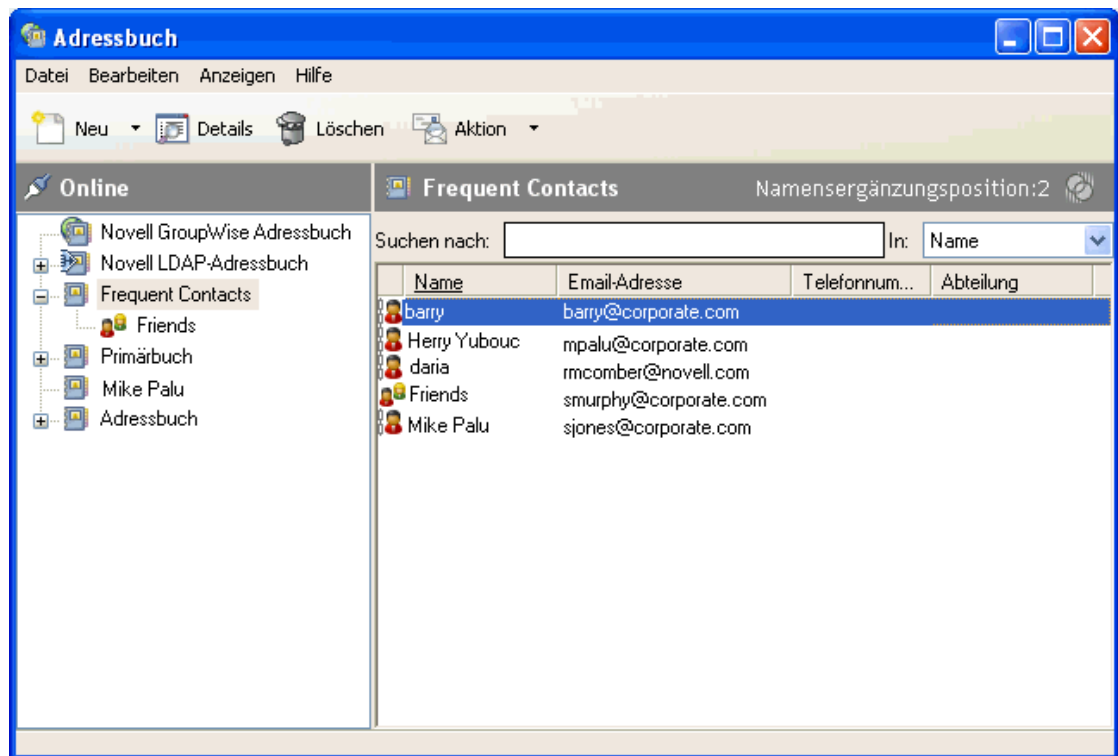 Adressbuch
Datei Bearbeiten Anzeigen Hilfe
Neu Details Löschen Aktion
Online
Novell GroupWise Adressbuch
Novell LDAP-Adressbuch
Frequent Contacts
Friends
Primärbuch
Mike Palu
Adressbuch
Frequent Contacts Namensergänzungsposition:2
Suchen nach: In: Name
Name Email-Adresse Telefonnum... Abteilung
barry barry@corporate.com
Herry Yubouc mpalu@corporate.com
daria rmcomber@novell.com
Friends smurphy@corporate.com
Mike Palu sjones@corporate.com